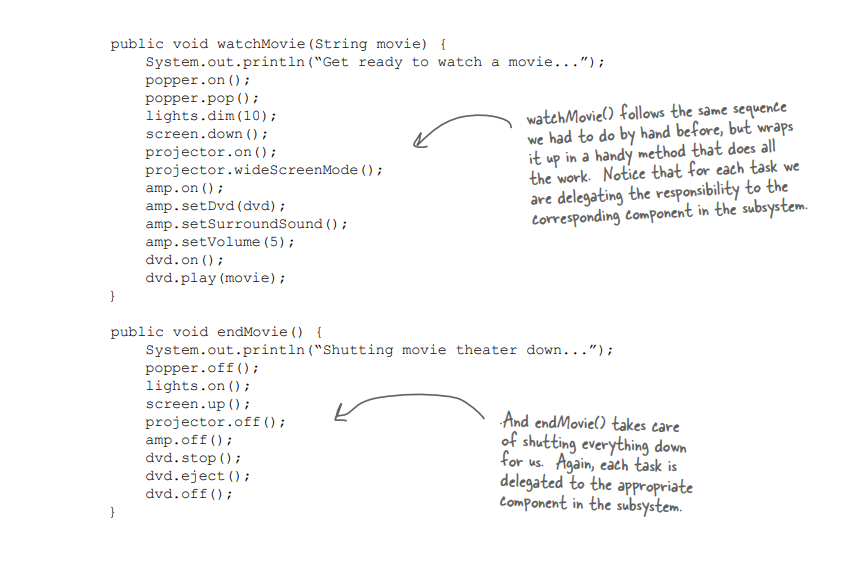 public void watchMovie(String movie) {
System.out.println(“Get ready to watch a movie...”);
popper.on();
popper.pop();
lights.dim(10);
screen.down();
projector.on();
projector.wideScreenMode();
amp.on();
amp.setDvd(dvd);
amp.setSurroundSound();
amp.setVolume(5);
dvd.on();
dvd.play(movie);
}
watchMovie() follows the same sequence
we had to do by hand before, but wraps
it up in a handy method that does all
the work. Notice that for each task we
are delegating the responsibility to the
corresponding component in the subsystem.
public void endMovie() {
System.out.println(“Shutting movie theater down...”);
popper.off();
lights.on();
screen.up();
projector.off();
amp.off();
dvd.stop();
dvd.eject();
dvd.off();
}
.And endMovie() takes care
of shutting everything down
for us. Again, each task is
delegated to the appropriate
component in the subsystem.